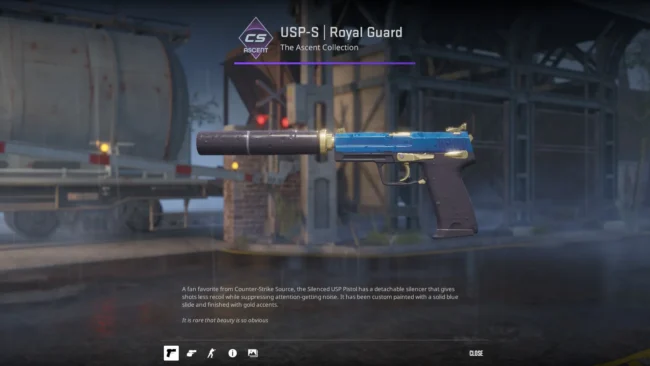 CS
ASCENT
USP-S | Royal Guard
The Ascent Collection
A fan favorite from Counter-Strike Source, the Silenced USP Pistol has a detachable silencer that gives
shots less recoil while suppressing attention-getting noise. It has been custom painted with a solid blue
slide and finished with gold accents.
It is rare that beauty is so obvious
CLOSE